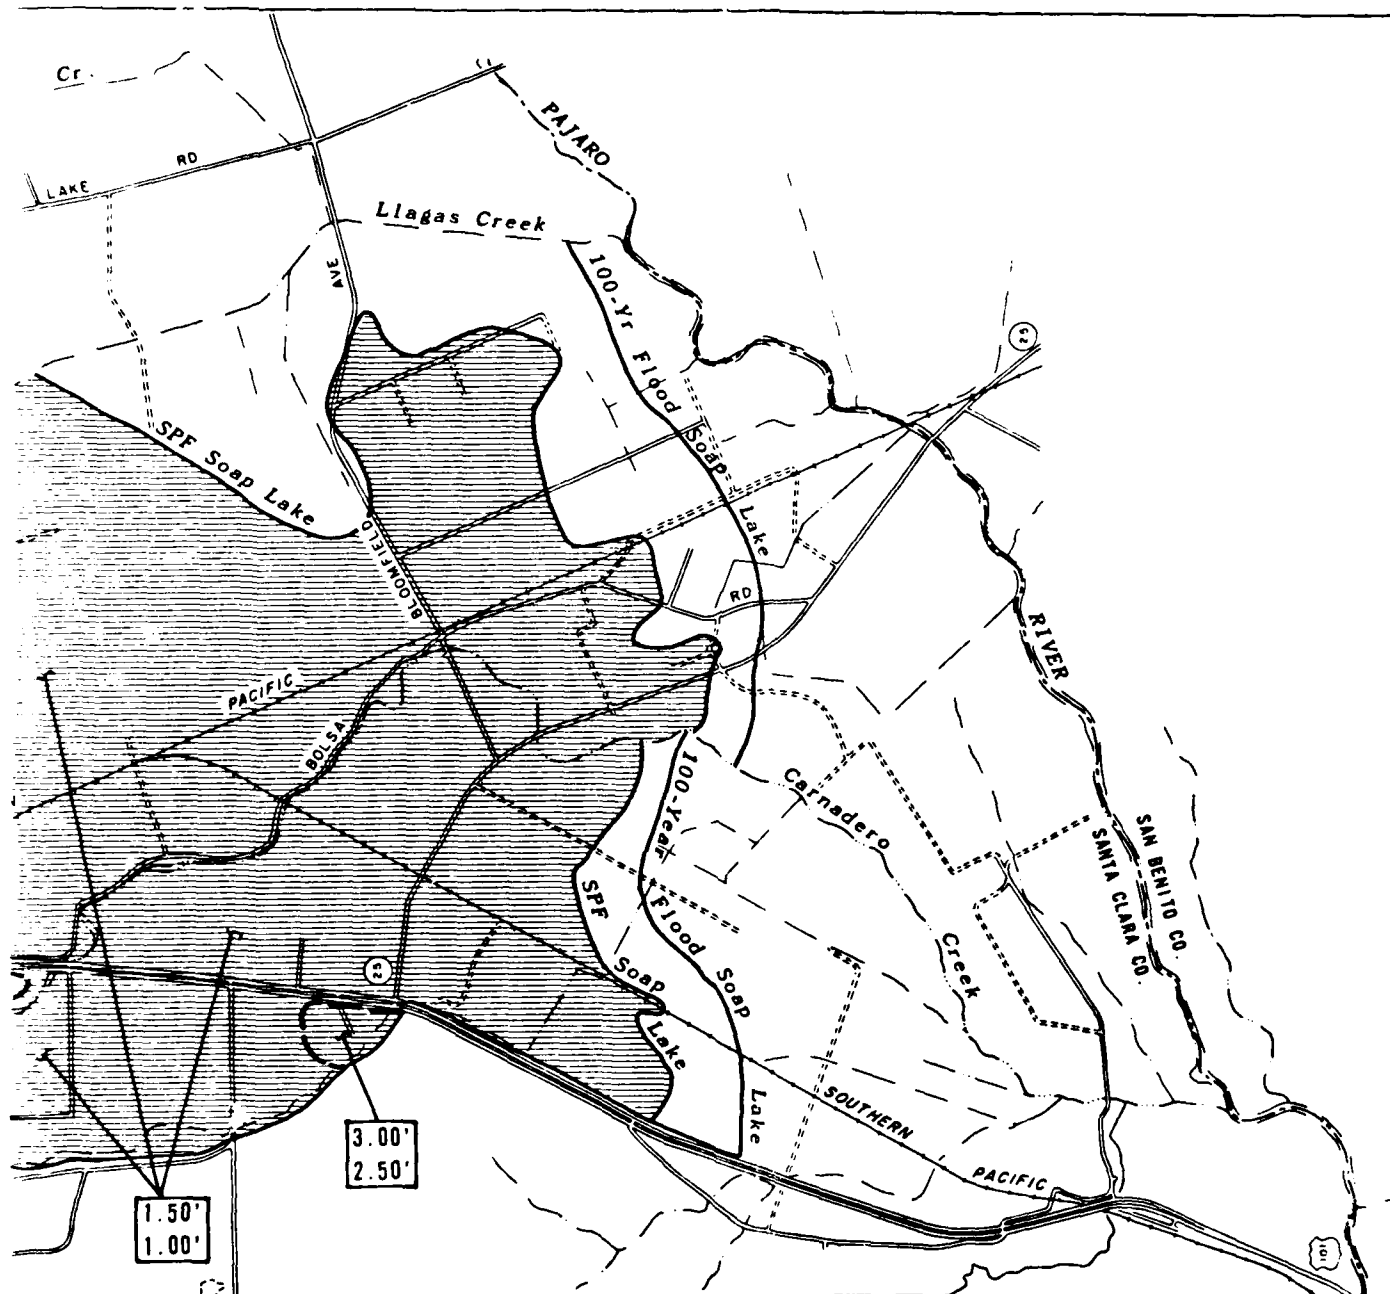 Cr.
PAJARO
RD
LAKE
Llagas Creek
AVE
100-Yr Flood Soap Lake
25
SPF Soap Lake
BLOOMFIELD
RD
RIVER
PACIFIC
BOLSA
100-Year Flood Soap Lake
Carnadero Creek
SAN BENITO CO.
SANTA CLARA CO.
SPF Soap Lake
25
SOUTHERN PACIFIC
3.00'
2.50'
1.50'
1.00'
101